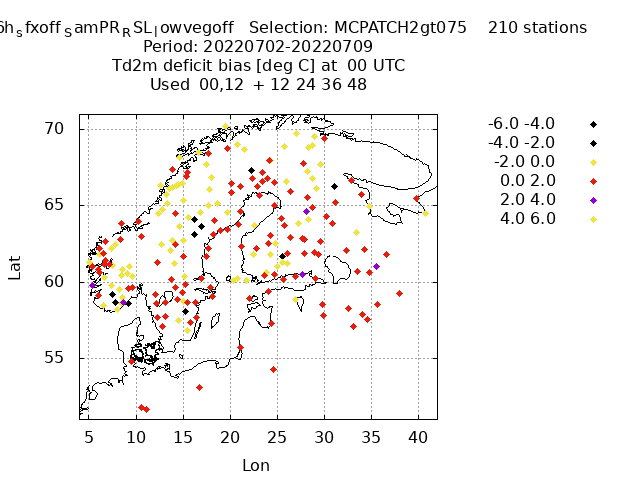 6hsfxoffSamPRRSLlowvegoff Selection: MCPATCH2gt075 210 stations
Period: 20220702-20220709
Td2m deficit bias [deg C] at 00 UTC
Used 00,12 + 12 24 36 48
-6.0 -4.0
-4.0 -2.0
-2.0 0.0
0.0 2.0
2.0 4.0
4.0 6.0
70
65
60
55
Lat
5 10 15 20 25 30 35 40
Lon